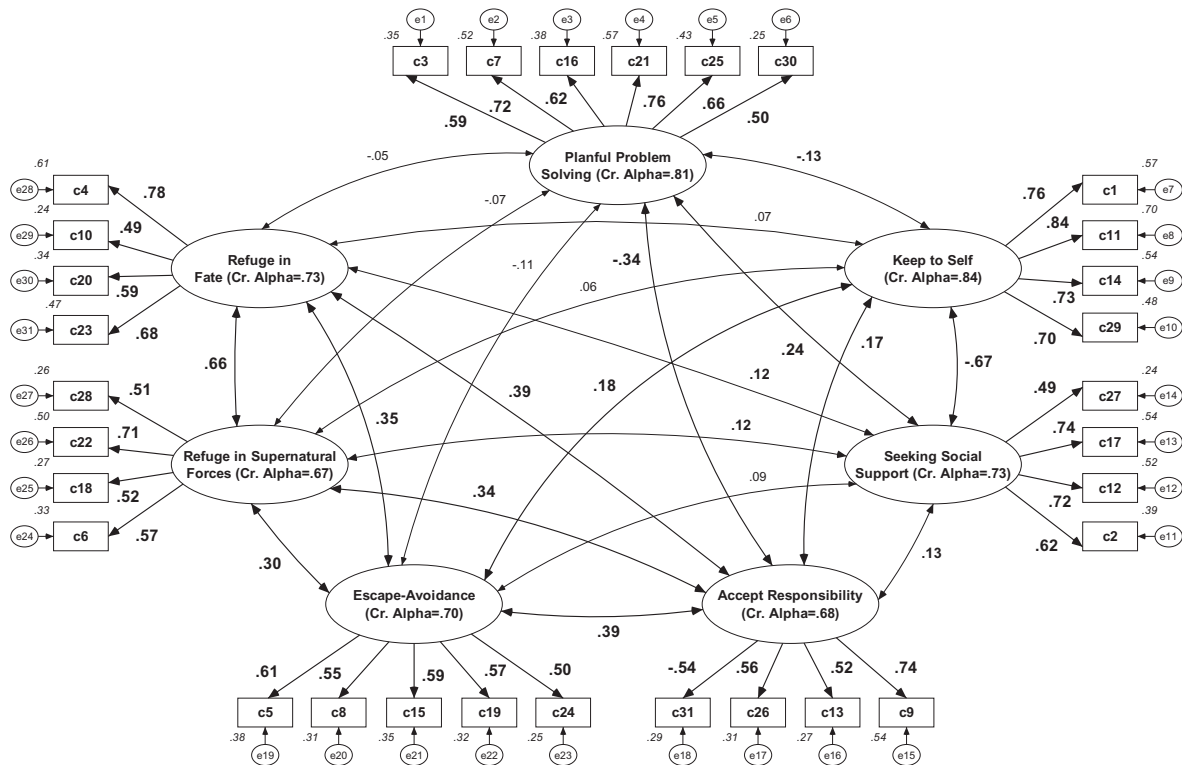 e1 e2 e3 e4 e5 e6
.35 .52 .38 .57 .43 .25
c3 c7 c16 c21 c25 c30
.59 .72 .62 .76 .66 .50
Planful Problem
Solving (Cr. Alpha=.81)
-.05
-.13
-.07
.07
-.11
-.34
.06
.61
e28 c4 .78
.24
e29 c10 .49
.34
e30 c20 .59
.47
e31 c23 .68
Refuge in
Fate (Cr. Alpha=.73)
.57
.76 c1 e7
.70
.84 c11 e8
.54
.73 c14 e9
.48
.70 c29 e10
Keep to Self
(Cr. Alpha=.84)
.66
.35
.39
.18
.24
.12
.17
-.67
.26
e27 c28 .51
.50
e26 c22 .71
.27
e25 c18 .52
.33
e24 c6 .57
Refuge in Supernatural
Forces (Cr. Alpha=.67)
.12
.34
.09
.24
.49 c27 e14
.54
.74 c17 e13
.52
.72 c12 e12
.39
.62 c2 e11
Seeking Social
Support (Cr. Alpha=.73)
.30
.13
Escape-Avoidance
(Cr. Alpha=.70)
.39
Accept Responsibility
(Cr. Alpha=.68)
.61 .55 .59 .57 .50
c5 c8 c15 c19 c24
.38 .31 .35 .32 .25
e19 e20 e21 e22 e23
-.54 .56 .52 .74
c31 c26 c13 c9
.29 .31 .27 .54
e18 e17 e16 e15